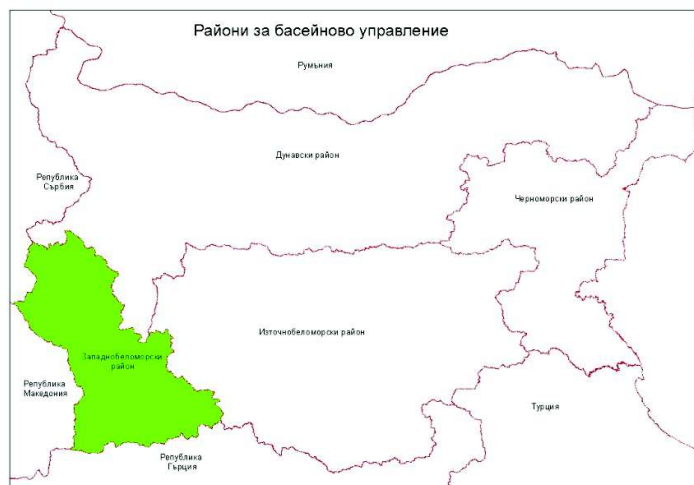 Райони за басейново управление
Румъния
Дунавски район
Република
Сърбия
Черноморски район
Източнобеломорски район
Западнобеломорски
район
Република
Македония
Турция
Република
Гърция